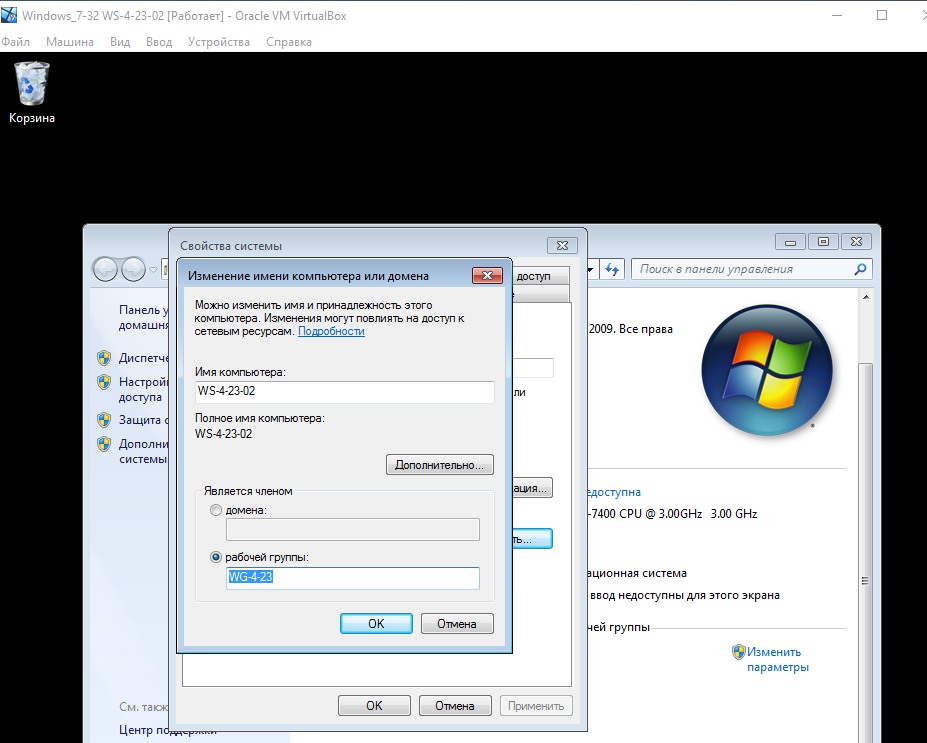 Windows_7-32 WS-4-23-02 [Работает] - Oracle VM VirtualBox
Файл Машина Вид Ввод Устройства Справка
Корзина
Свойства системы
Поиск в панели управления
Изменение имени компьютера или домена
доступ
Можно изменить имя и принадлежность этого
компьютера. Изменения могут повлиять на доступ к
сетевым ресурсам. Подробности
Имя компьютера:
WS-4-23-02
Полное имя компьютера:
WS-4-23-02
Дополнительно...
Является членом
домена:
рабочей группы:
WG-4-23
OK Отмена
OK Отмена Применить
Панель у
домашня
Диспетче
Настрой
доступа
Защита с
Дополни
системы
См. такж
Центр поддержки
2009. Все права
ли
ация...
ть...
едоступна
-7400 CPU @ 3.00GHz 3.00 GHz
ационная система
ввод недоступны для этого экрана
чей группы
Изменить
параметры